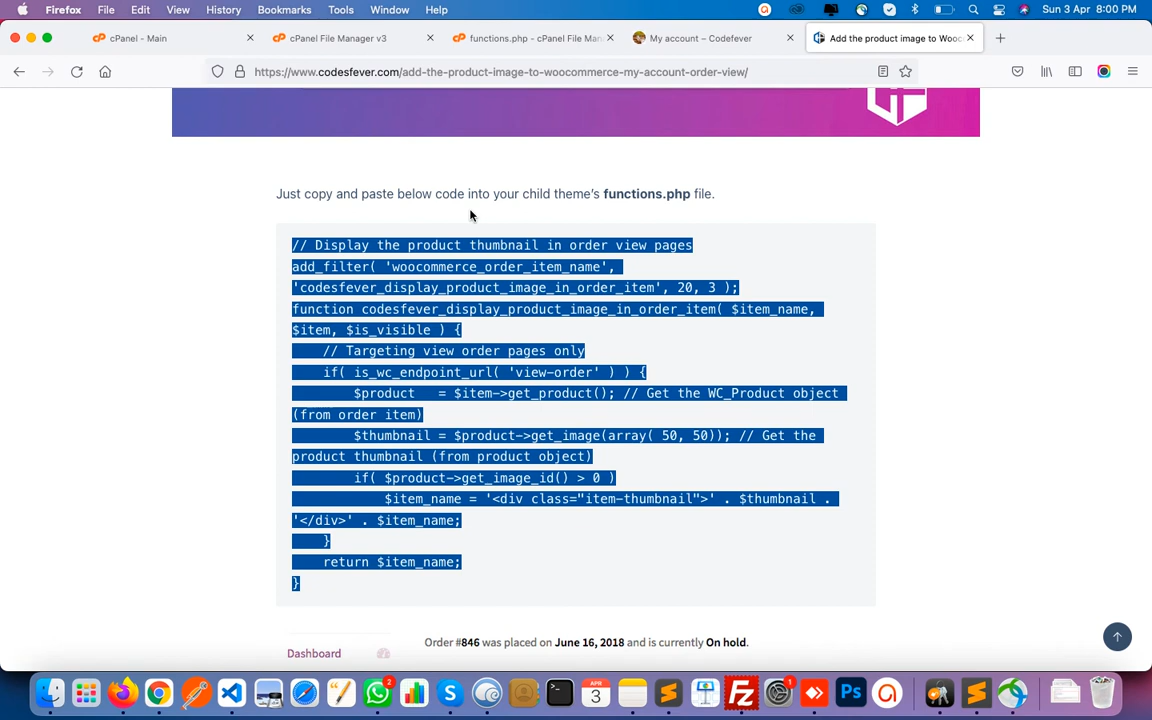 Firefox File Edit View History Bookmarks Tools Window Help Sun 3 Apr 8:00 PM
cPanel - Main
cPanel File Manager v3
functions.php - cPanel File Man
My account – Codefever
Add the product image to Wooc
https://www.codesfever.com/add-the-product-image-to-woocommerce-my-account-order-view/
Just copy and paste below code into your child theme's functions.php file.
// Display the product thumbnail in order view pages
add_filter( 'woocommerce_order_item_name',
'codesfever_display_product_image_in_order_item', 20, 3 );
function codesfever_display_product_image_in_order_item( $item_name,
$item, $is_visible ) {
// Targeting view order pages only
if( is_wc_endpoint_url( 'view-order' ) ) {
$product   = $item->get_product(); // Get the WC_Product object
(from order item)
$thumbnail = $product->get_image(array( 50, 50)); // Get the
product thumbnail (from product object)
if( $product->get_image_id() > 0 )
$item_name = '<div class="item-thumbnail">' . $thumbnail .
'</div>' . $item_name;
}
return $item_name;
}
Order #846 was placed on June 16, 2018 and is currently On hold.
Dashboard
2
APR
3
1
Ps